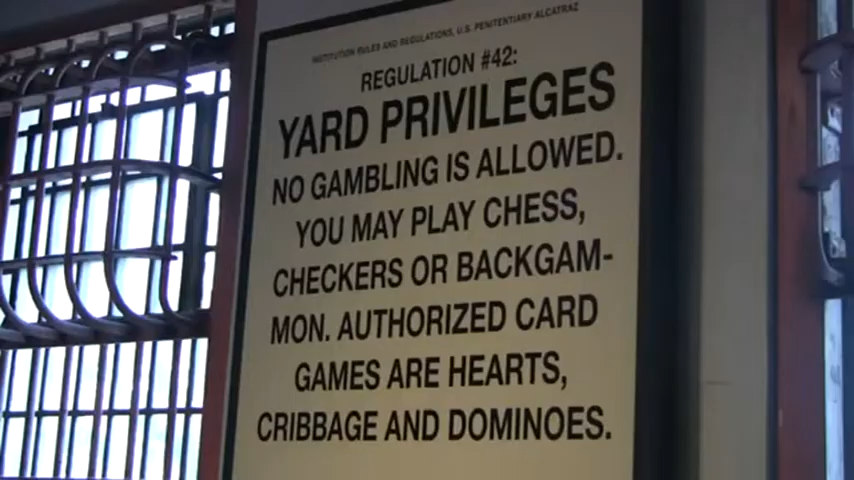 INSTITUTION RULES AND REGULATIONS, U.S. PENITENTIARY ALCATRAZ
REGULATION #42:
YARD PRIVILEGES
NO GAMBLING IS ALLOWED.
YOU MAY PLAY CHESS,
CHECKERS OR BACKGAM-
MON. AUTHORIZED CARD
GAMES ARE HEARTS,
CRIBBAGE AND DOMINOES.